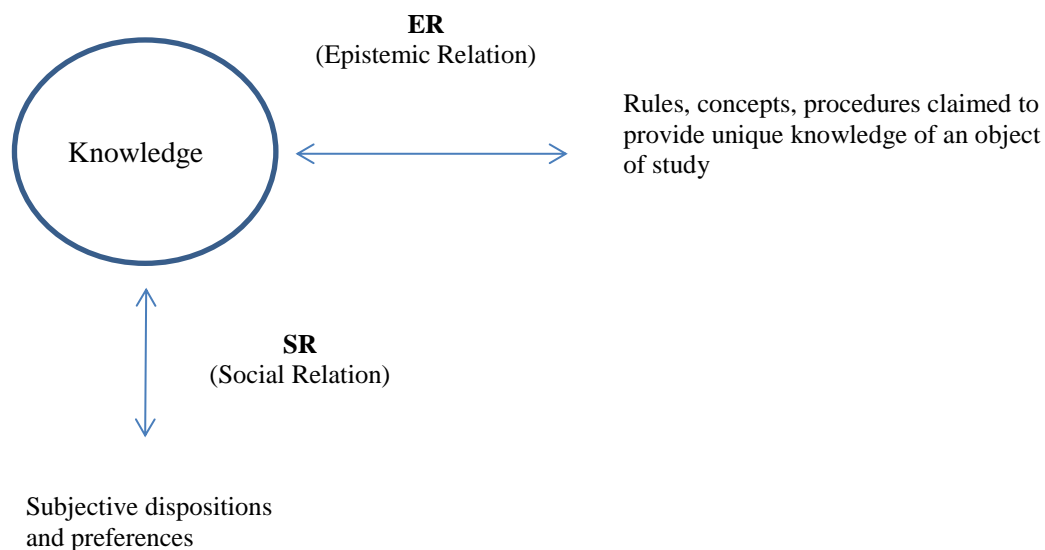 ER
(Epistemic Relation)
Rules, concepts, procedures claimed to
provide unique knowledge of an object
of study
Knowledge
SR
(Social Relation)
Subjective dispositions
and preferences